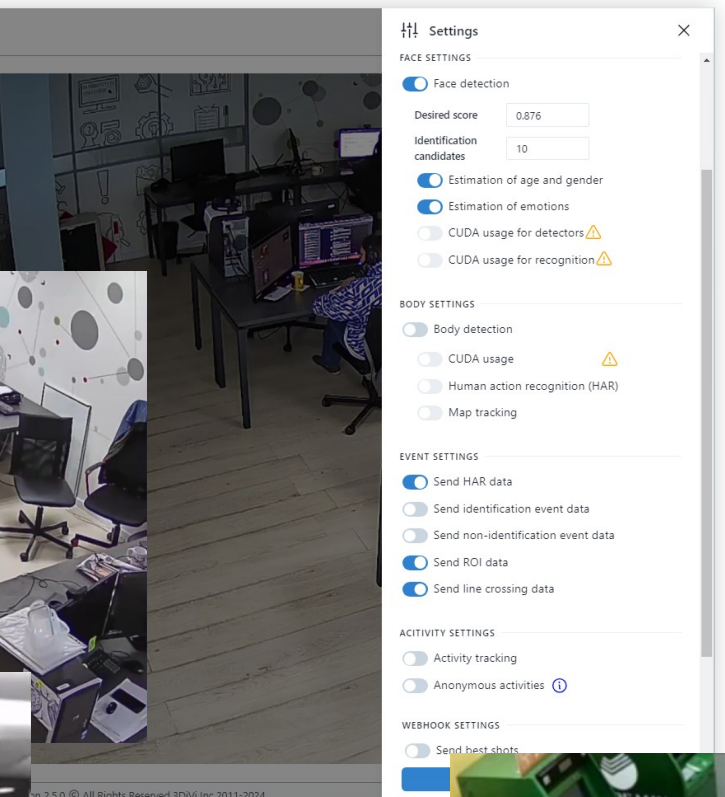 Settings
FACE SETTINGS
Face detection
Desired score 0.876
Identification
candidates 10
Estimation of age and gender
Estimation of emotions
CUDA usage for detectors
CUDA usage for recognition
BODY SETTINGS
Body detection
CUDA usage
Human action recognition (HAR)
Map tracking
EVENT SETTINGS
Send HAR data
Send identification event data
Send non-identification event data
Send ROI data
Send line crossing data
ACITIVITY SETTINGS
Activity tracking
Anonymous activities
WEBHOOK SETTINGS
Send best shots
2.5.0 © All Rights Reserved 3DiVi Inc 2011-2024